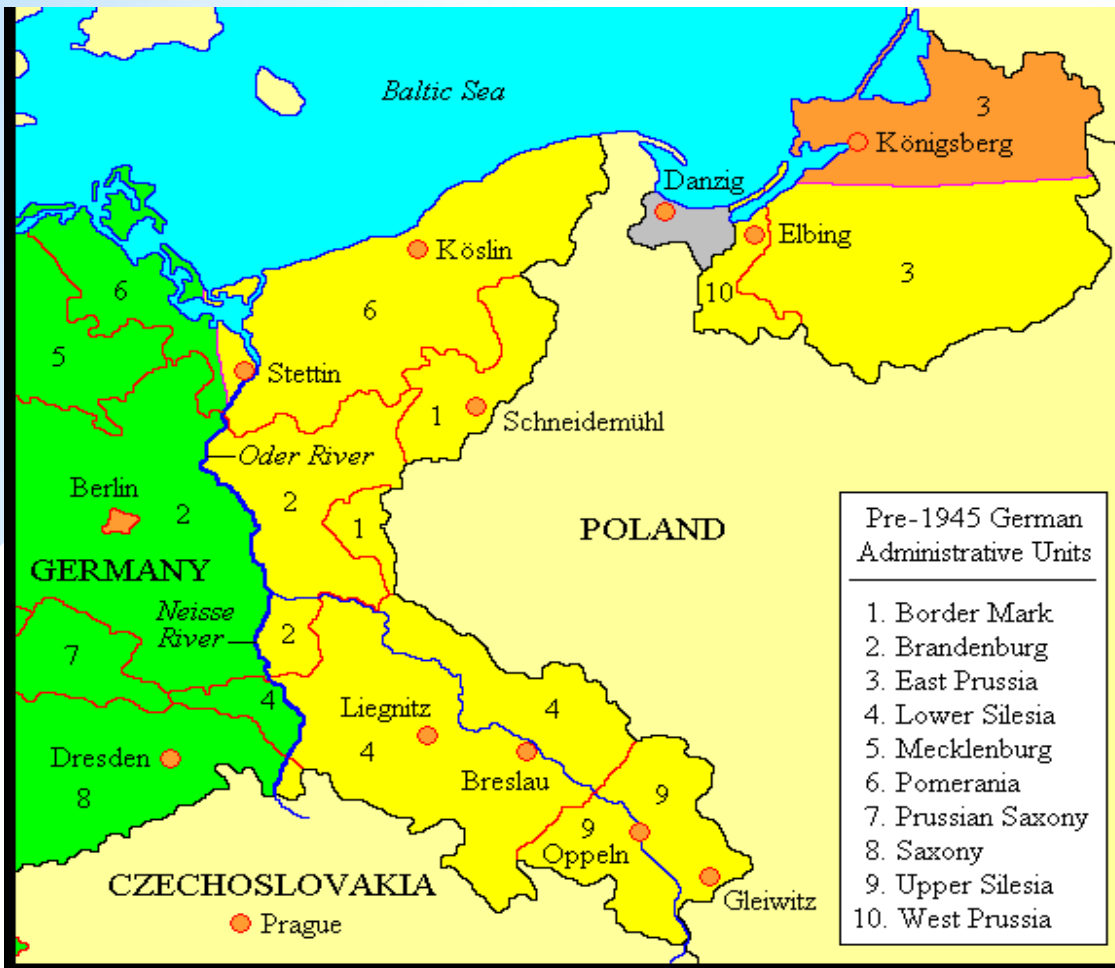 Baltic Sea
3
Königsberg
Danzig
Elbing
Köslin
3
6
10
6
5
Stettin
1
Schneidemühl
Oder River
Berlin
2
2
1
POLAND
GERMANY
Neisse
River
2
7
4
Liegnitz
4
4
Dresden
Breslau
8
9
9
Oppeln
Gleiwitz
CZECHOSLOVAKIA
Prague
Pre-1945 German
Administrative Units
1. Border Mark
2. Brandenburg
3. East Prussia
4. Lower Silesia
5. Mecklenburg
6. Pomerania
7. Prussian Saxony
8. Saxony
9. Upper Silesia
10. West Prussia